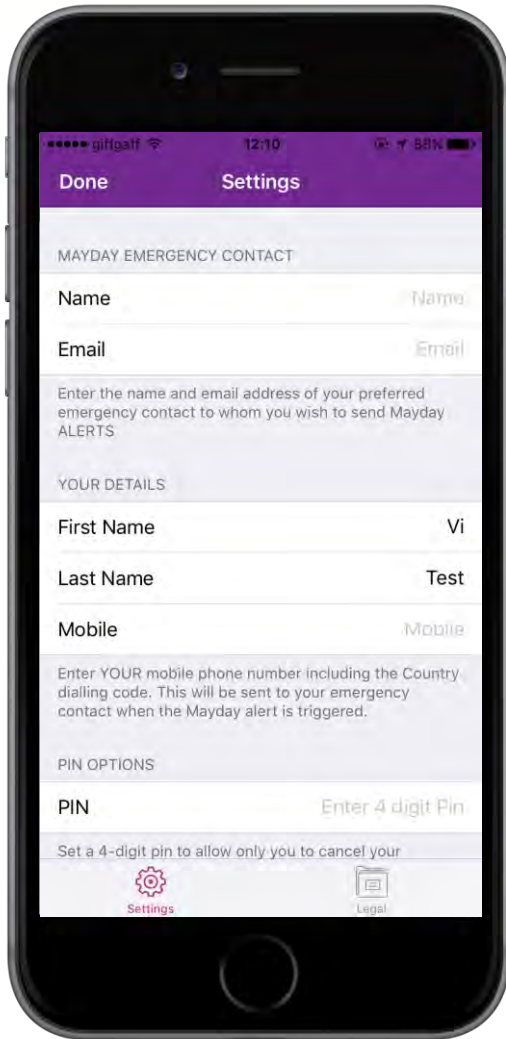 giffgaff 12:10 88%
Done Settings
MAYDAY EMERGENCY CONTACT
Name Name
Email Email
Enter the name and email address of your preferred
emergency contact to whom you wish to send Mayday
ALERTS
YOUR DETAILS
First Name Vi
Last Name Test
Mobile Mobile
Enter YOUR mobile phone number including the Country
dialling code. This will be sent to your emergency
contact when the Mayday alert is triggered.
PIN OPTIONS
PIN Enter 4 digit Pin
Set a 4-digit pin to allow only you to cancel your
Settings Legal